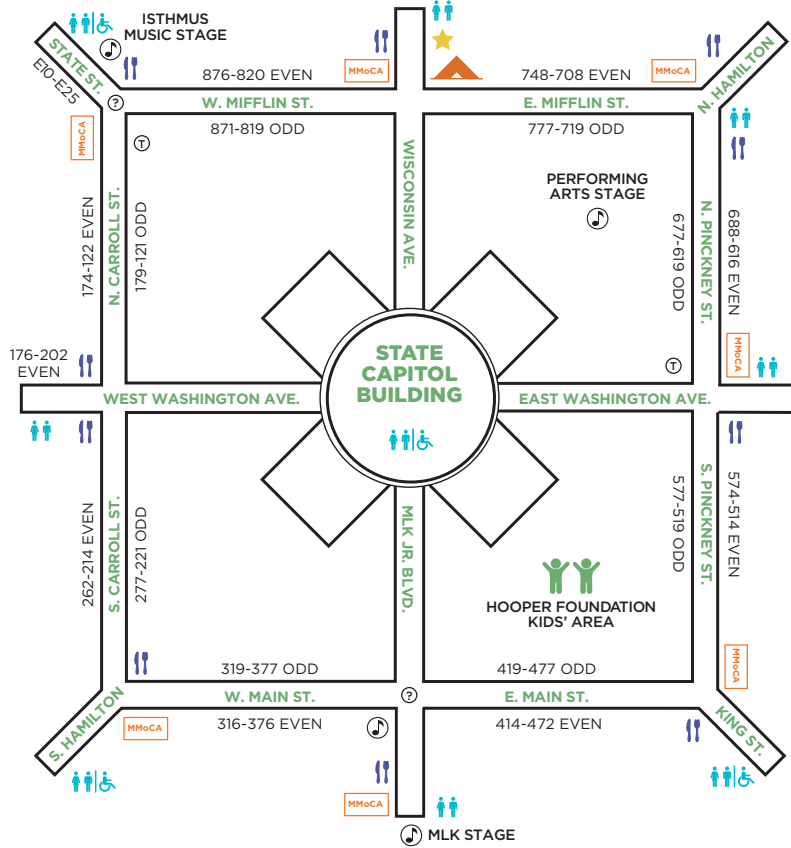 ISTHMUS
MUSIC STAGE
STATE ST.
E10-E25
876-820 EVEN
MMoCA
748-708 EVEN
MMoCA
N. HAMILTON
?
W. MIFFLIN ST.
E. MIFFLIN ST.
871-819 ODD
777-719 ODD
MMoCA
T
WISCONSIN AVE.
PERFORMING
ARTS STAGE
174-122 EVEN
N. CARROLL ST.
179-121 ODD
677-619 ODD
N. PINCKNEY ST.
688-616 EVEN
176-202
EVEN
T
MMoCA
STATE
CAPITOL
BUILDING
WEST WASHINGTON AVE.
EAST WASHINGTON AVE.
262-214 EVEN
S. CARROLL ST.
277-221 ODD
MLK JR. BLVD.
577-519 ODD
S. PINCKNEY ST.
574-514 EVEN
HOOPER FOUNDATION
KIDS' AREA
319-377 ODD
419-477 ODD
MMoCA
S. HAMILTON
W. MAIN ST.
?
E. MAIN ST.
KING ST.
MMoCA
316-376 EVEN
414-472 EVEN
MMoCA
MLK STAGE